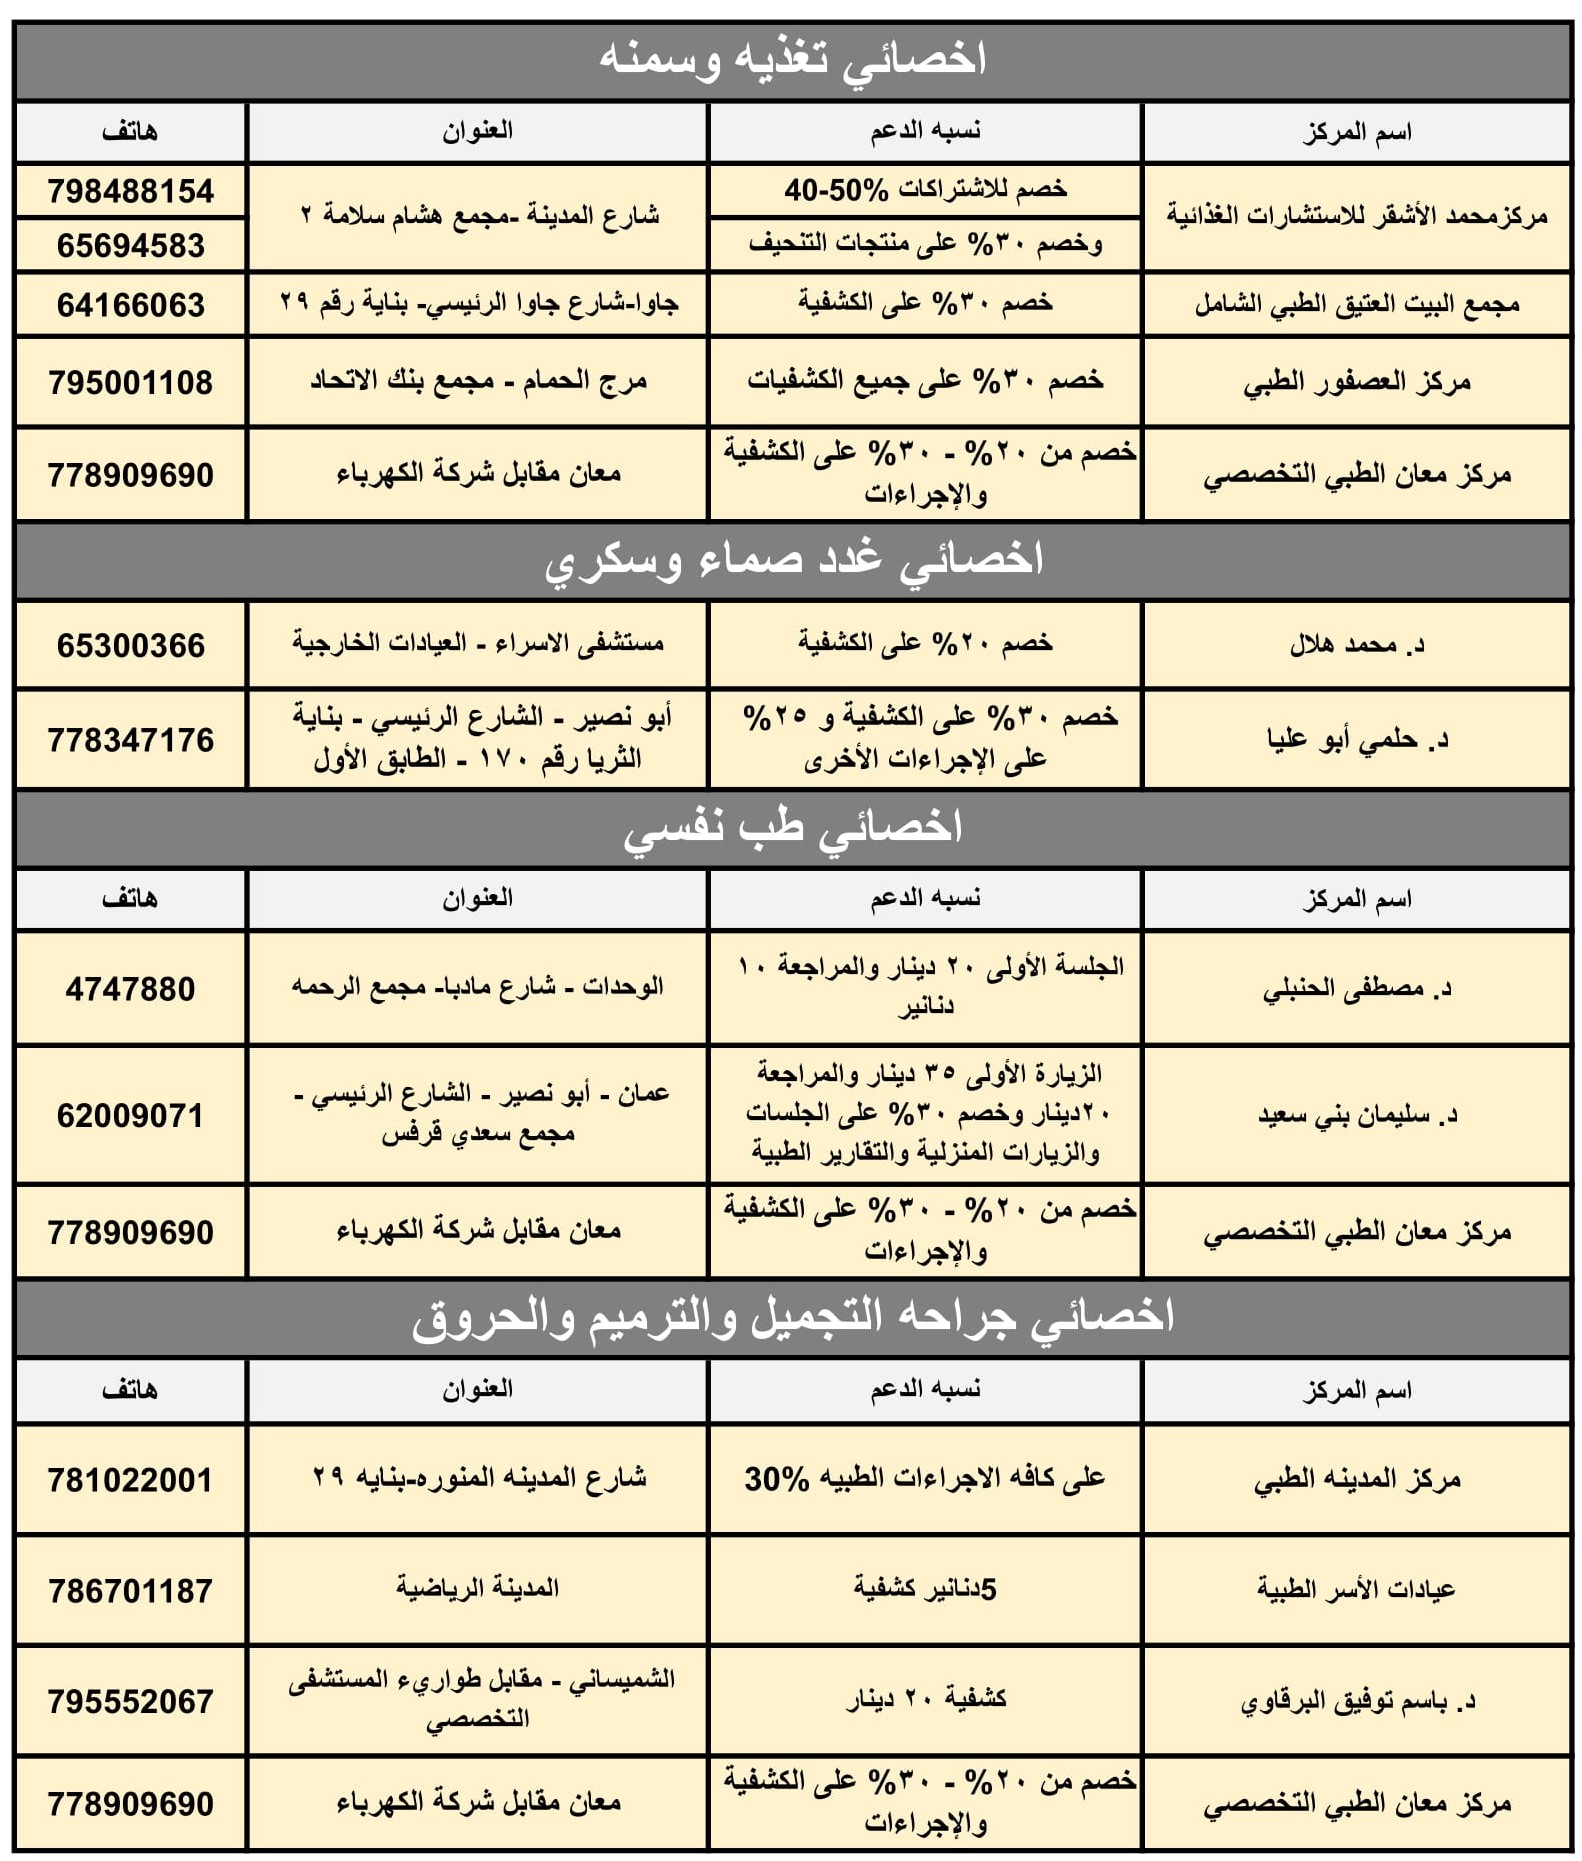 اخصائي تغذيه وسمنه
اسم المركز نسبه الدعم العنوان هاتف
مركزمحمد الأشقر للاستشارات الغذائية
خصم للاشتراكات 40-50%
وخصم ٣٠% على منتجات التنحيف
شارع المدينة -مجمع هشام سلامة ٢
798488154
65694583
مجمع البيت العتيق الطبي الشامل
خصم ٣٠% على الكشفية
جاوا-شارع جاوا الرئيسي- بناية رقم ٢٩
64166063
مركز العصفور الطبي
خصم ٣٠% على جميع الكشفيات
مرج الحمام - مجمع بنك الاتحاد
795001108
مركز معان الطبي التخصصي
خصم من ٢٠% - ٣٠% على الكشفية
والإجراءات
معان مقابل شركة الكهرباء
778909690
اخصائي غدد صماء وسكري
د. محمد هلال
خصم ٢٠% على الكشفية
مستشفى الاسراء - العيادات الخارجية
65300366
د. حلمي أبو عليا
خصم ٣٠% على الكشفية و ٢٥%
على الإجراءات الأخرى
أبو نصير - الشارع الرئيسي - بناية
الثريا رقم ١٧٠ - الطابق الأول
778347176
اخصائي طب نفسي
اسم المركز نسبه الدعم العنوان هاتف
د. مصطفى الحنبلي
الجلسة الأولى ٢٠ دينار والمراجعة ١٠
دنانير
الوحدات - شارع مادبا- مجمع الرحمه
4747880
د. سليمان بني سعيد
الزيارة الأولى ٣٥ دينار والمراجعة
٢٠دينار وخصم ٣٠% على الجلسات
والزيارات المنزلية والتقارير الطبية
عمان - أبو نصير - الشارع الرئيسي -
مجمع سعدي قرفس
62009071
مركز معان الطبي التخصصي
خصم من ٢٠% - ٣٠% على الكشفية
والإجراءات
معان مقابل شركة الكهرباء
778909690
اخصائي جراحه التجميل والترميم والحروق
اسم المركز نسبه الدعم العنوان هاتف
مركز المدينه الطبي
على كافه الاجراءات الطبيه 30%
شارع المدينه المنوره-بنايه ٢٩
781022001
عيادات الأسر الطبية
5دنانير كشفية
المدينة الرياضية
786701187
د. باسم توفيق البرقاوي
كشفية ٢٠ دينار
الشميساني - مقابل طواريء المستشفى
التخصصي
795552067
مركز معان الطبي التخصصي
خصم من ٢٠% - ٣٠% على الكشفية
والإجراءات
معان مقابل شركة الكهرباء
778909690